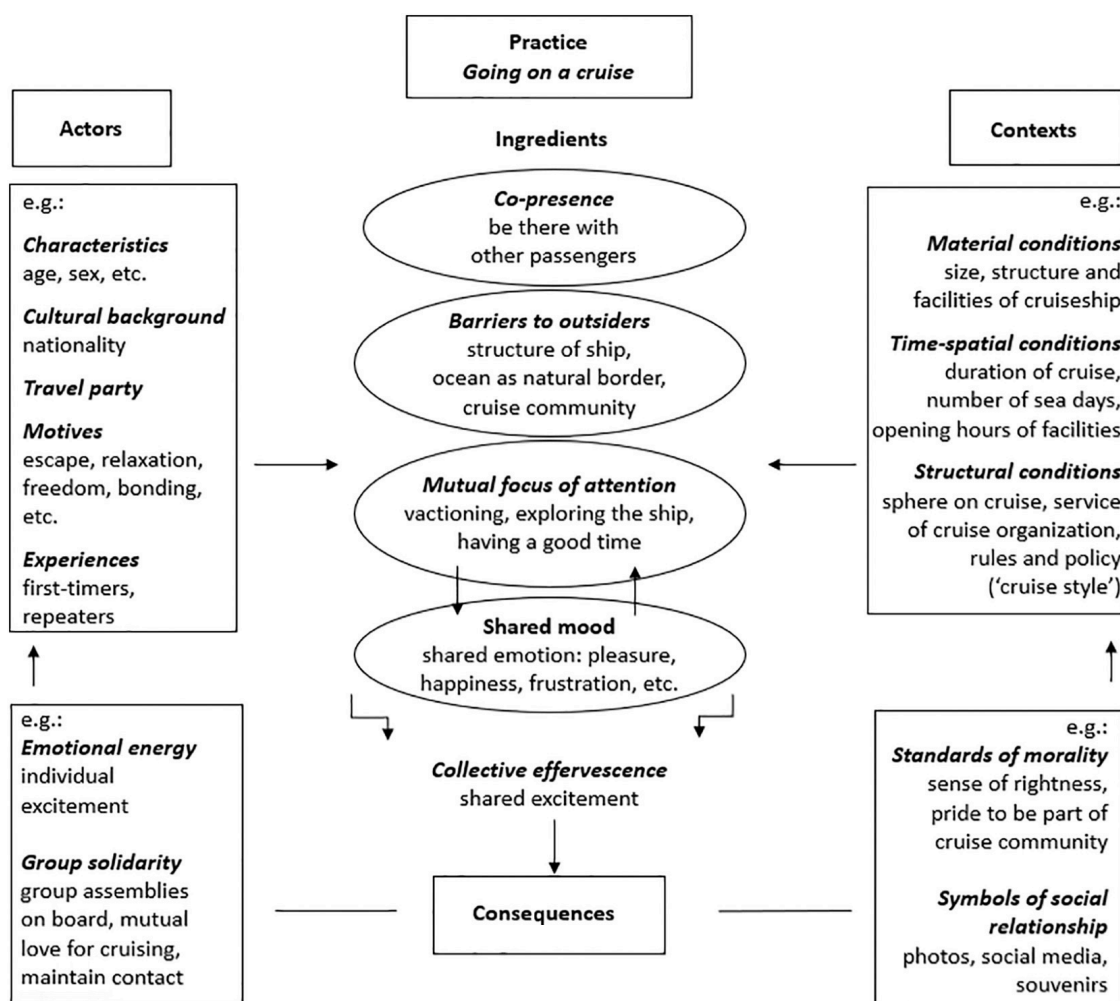 Practice
Going on a cruise
Actors
Contexts
Ingredients
e.g.:
Characteristics
age, sex, etc.
Cultural background
nationality
Travel party
Motives
escape, relaxation,
freedom, bonding,
etc.
Experiences
first-timers,
repeaters
Co-presence
be there with
other passengers
Barriers to outsiders
structure of ship,
ocean as natural border,
cruise community
Mutual focus of attention
vactioning, exploring the ship,
having a good time
Shared mood
shared emotion: pleasure,
happiness, frustration, etc.
e.g.:
Material conditions
size, structure and
facilities of cruiseship
Time-spatial conditions
duration of cruise,
number of sea days,
opening hours of facilities
Structural conditions
sphere on cruise, service
of cruise organization,
rules and policy
(‘cruise style’)
e.g.:
Emotional energy
individual
excitement
Group solidarity
group assemblies
on board, mutual
love for cruising,
maintain contact
Collective effervescence
shared excitement
Consequences
e.g.:
Standards of morality
sense of rightness,
pride to be part of
cruise community
Symbols of social
relationship
photos, social media,
souvenirs